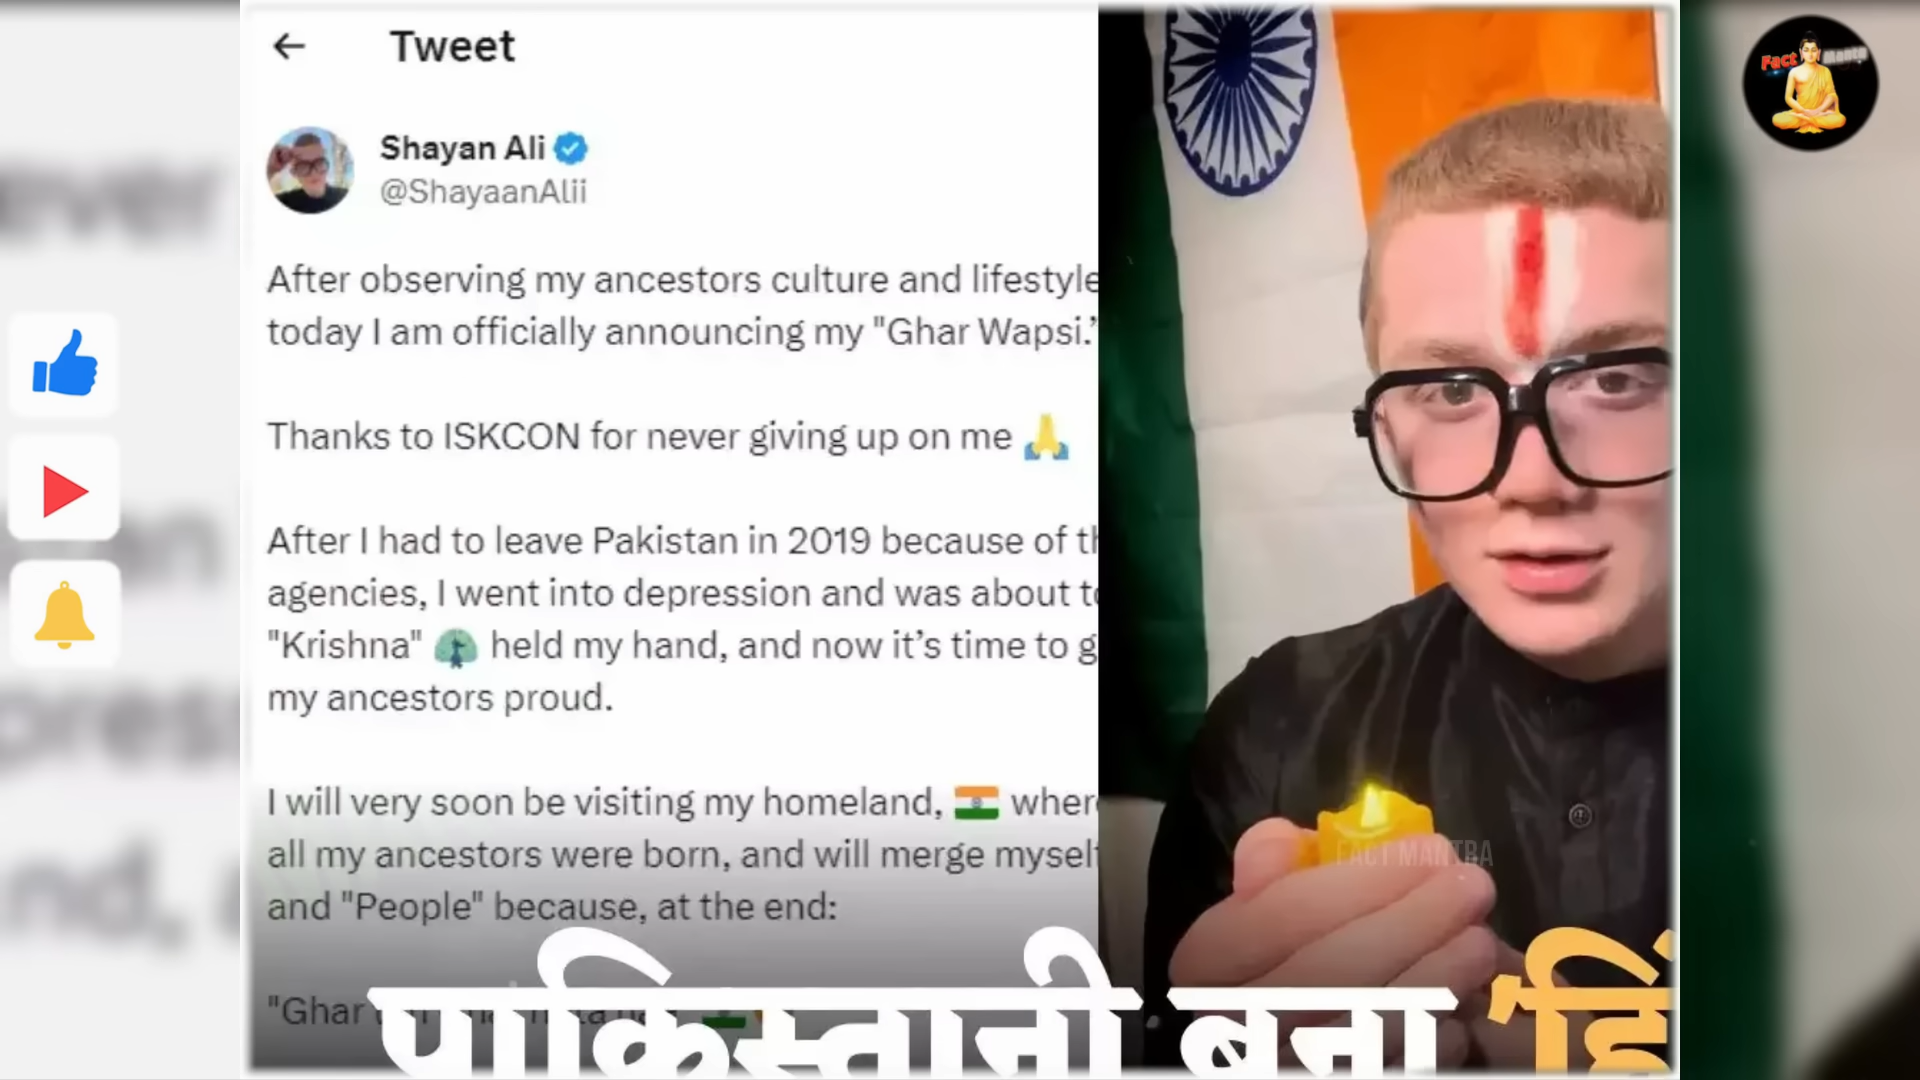 Tweet
Shayan Ali
@ShayaanAlii
After observing my ancestors culture and lifestyle
today I am officially announcing my "Ghar Wapsi."
Thanks to ISKCON for never giving up on me
After I had to leave Pakistan in 2019 because of
agencies, I went into depression and was about
"Krishna" held my hand, and now it's time to
my ancestors proud.
I will very soon be visiting my homeland,
all my ancestors were born, and will merge
and "People" because, at the end:
"Ghar
पाकिस्तानी बना
Fact Mantra
FACT MANTRA